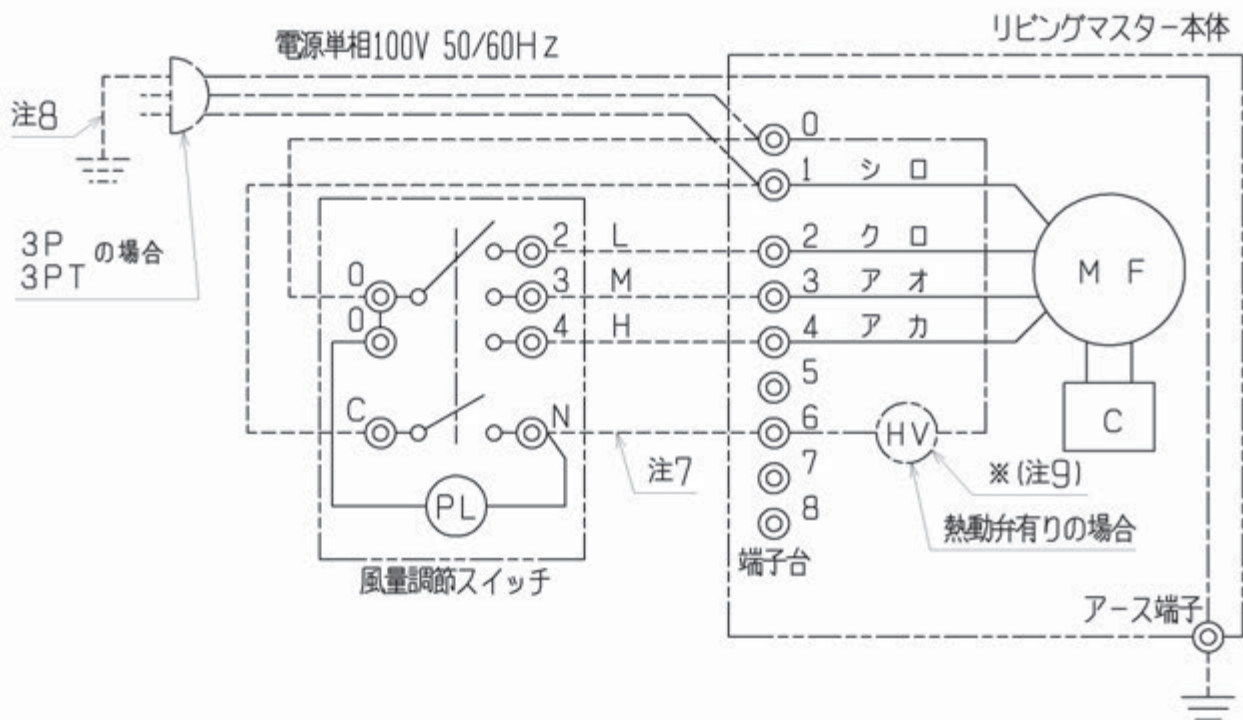 リビングマスター本体
電源単相100V 50/60Hz
注8
3P
3PT
の場合
0
1 シロ
2 クロ
3 アオ
4 アカ
5
6
7
8
端子台
MF
C
HV
※(注9)
熱動弁有りの場合
アース端子
0
0
C
2 L
3 M
4 H
N
PL
注7
風量調節スイッチ